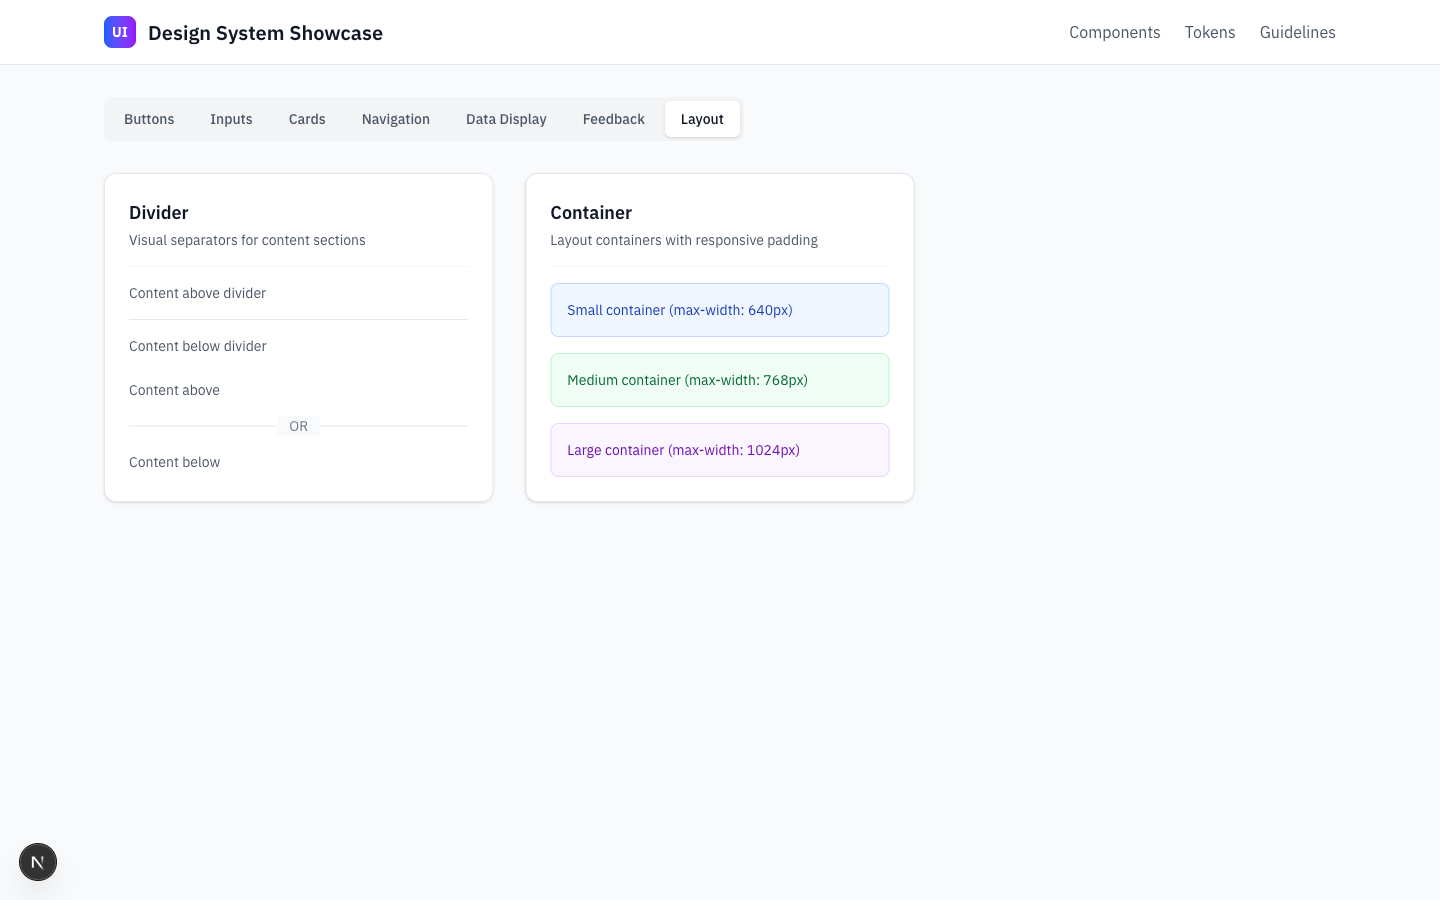 UI
Design System Showcase
Components
Tokens
Guidelines
Buttons
Inputs
Cards
Navigation
Data Display
Feedback
Layout
Divider
Visual separators for content sections
Content above divider
Content below divider
Content above
OR
Content below
Container
Layout containers with responsive padding
Small container (max-width: 640px)
Medium container (max-width: 768px)
Large container (max-width: 1024px)
N